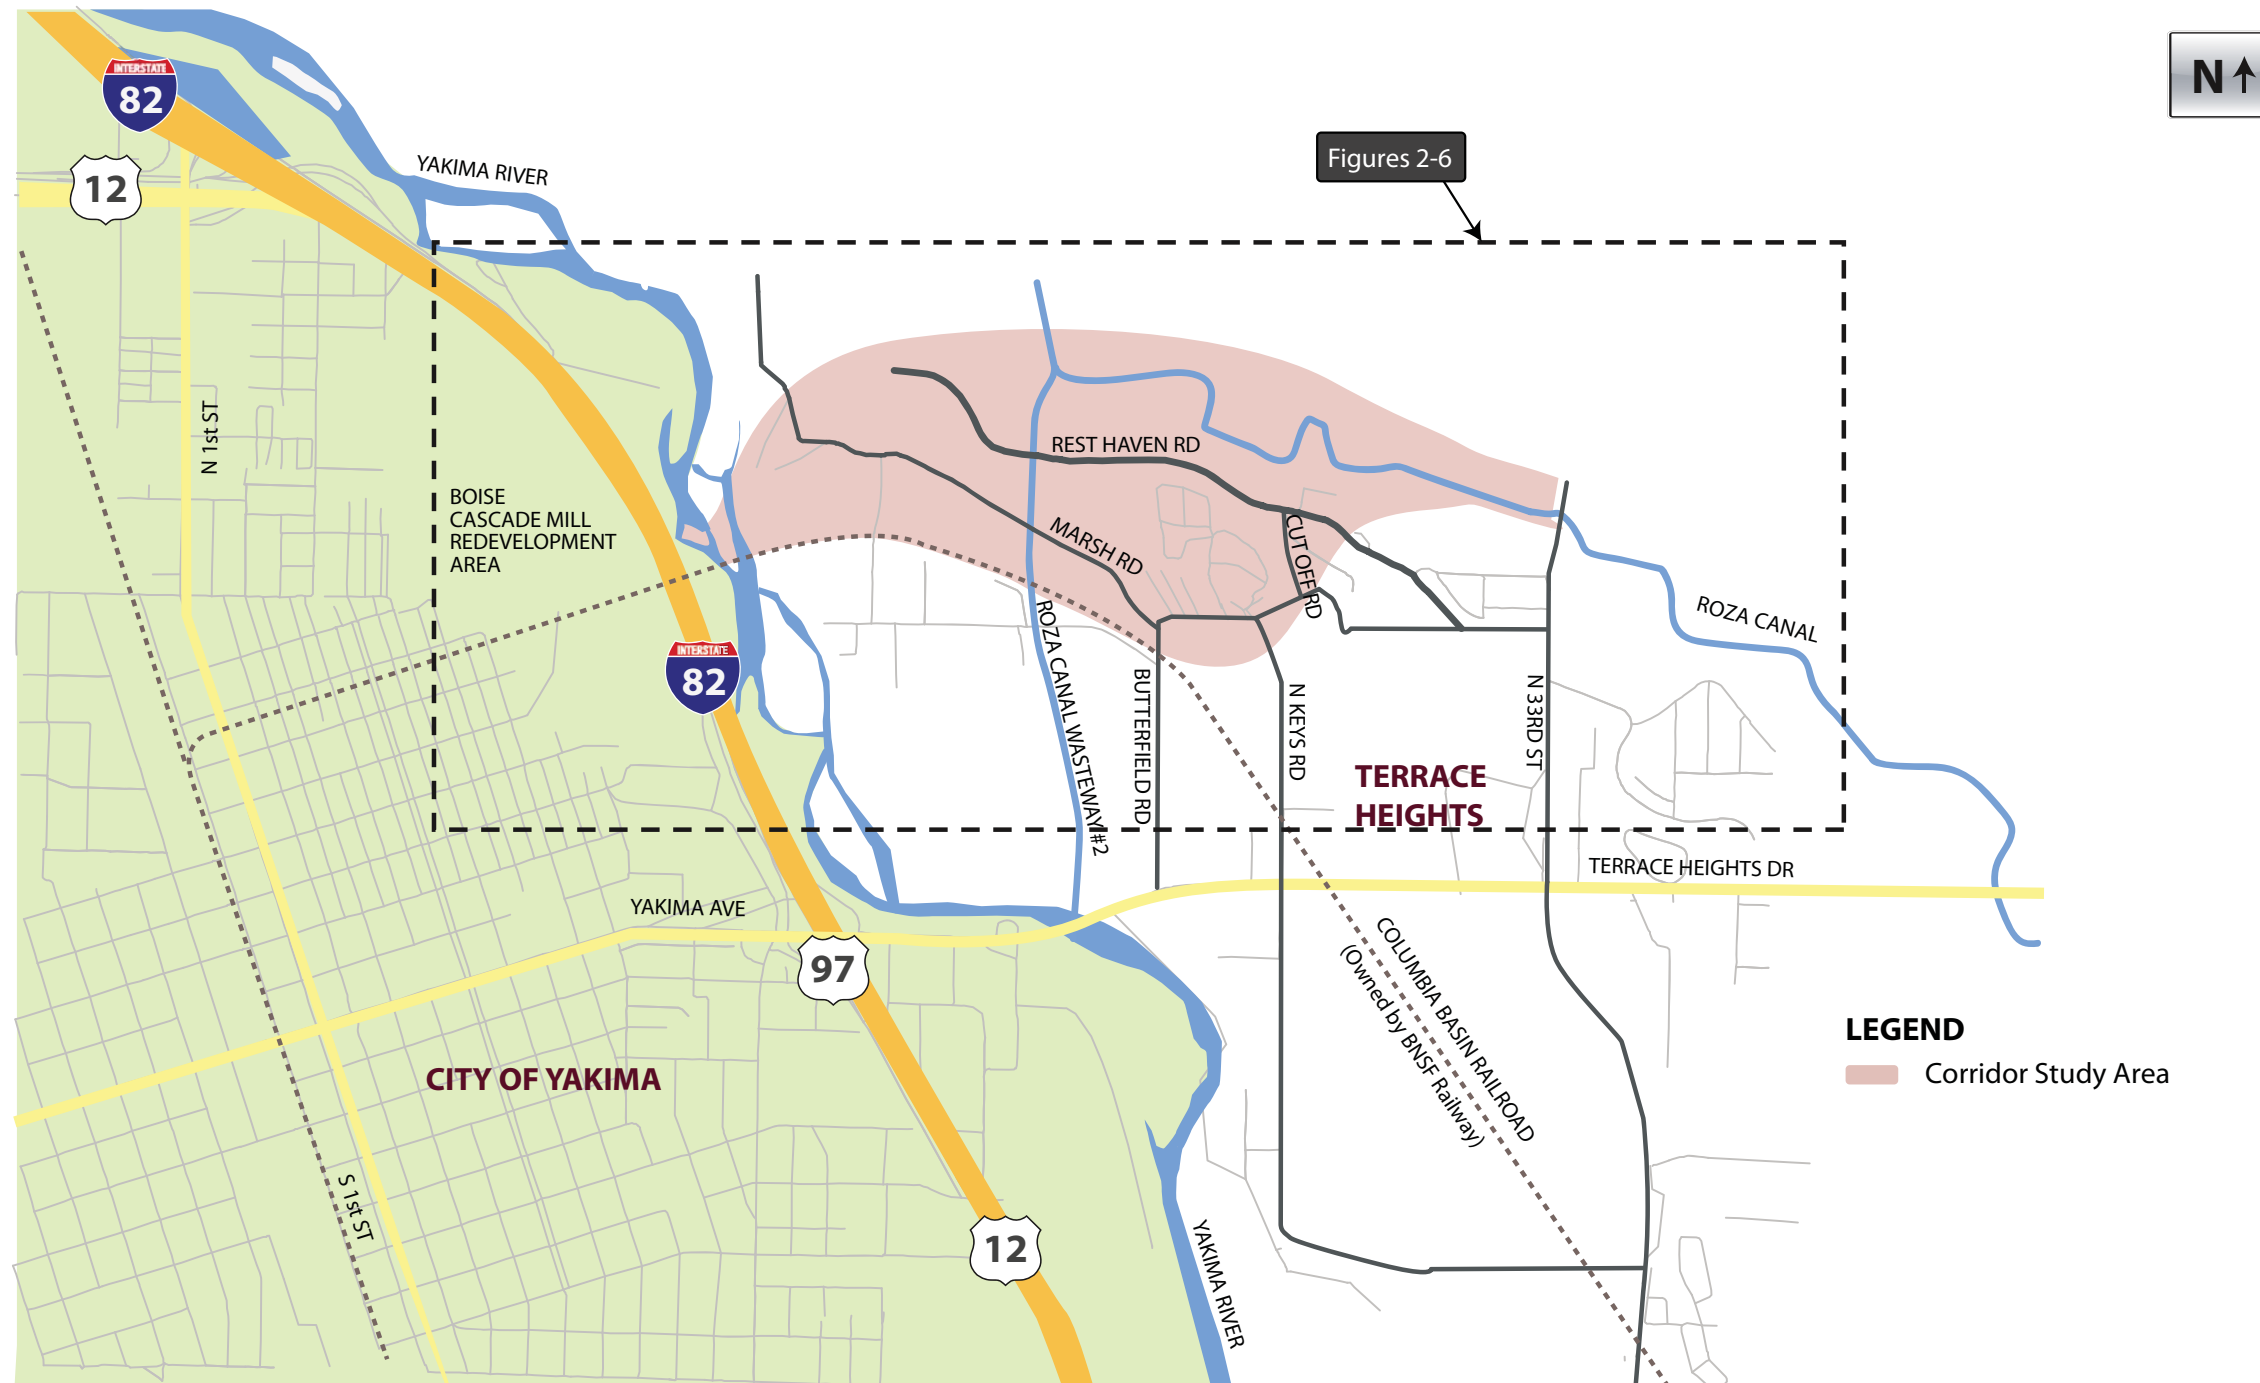 INTERSTATE
82
N
12
YAKIMA RIVER
Figures 2-6
N 1st ST
REST HAVEN RD
BOISE
CASCADE MILL
REDEVELOPMENT
AREA
MARSH RD
CUT OFF RD
ROZA CANAL
INTERSTATE
82
ROZA CANAL WASTEWAY #2
BUTTERFIELD RD
N KEYS RD
N 33RD ST
TERRACE
HEIGHTS
TERRACE HEIGHTS DR
YAKIMA AVE
97
COLUMBIA BASIN RAILROAD
(Owned by BNSF Railway)
LEGEND
Corridor Study Area
CITY OF YAKIMA
S 1st ST
12
YAKIMA RIVER